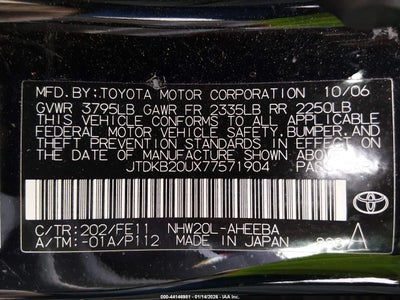 MFD. BY: TOYOTA MOTOR CORPORATION 10/06
GVWR 3795LB GAWR FR 2335LB RR 2250LB
THIS VEHICLE CONFORMS TO ALL APPLICABLE
FEDERAL MOTOR VEHICLE SAFETY, BUMPER, AND
THEFT PREVENTION STANDARDS IN EFFECT ON
THE DATE OF MANUFACTURE SHOWN ABOVE.
JTDKB20UX77571904
C/TR: 202/FE11 NHW20L-AHEEBA
A/TM: -01A/P112 MADE IN JAPAN A
TOYOTA
000-44146981 - 01/14/2026 - IAA Inc.